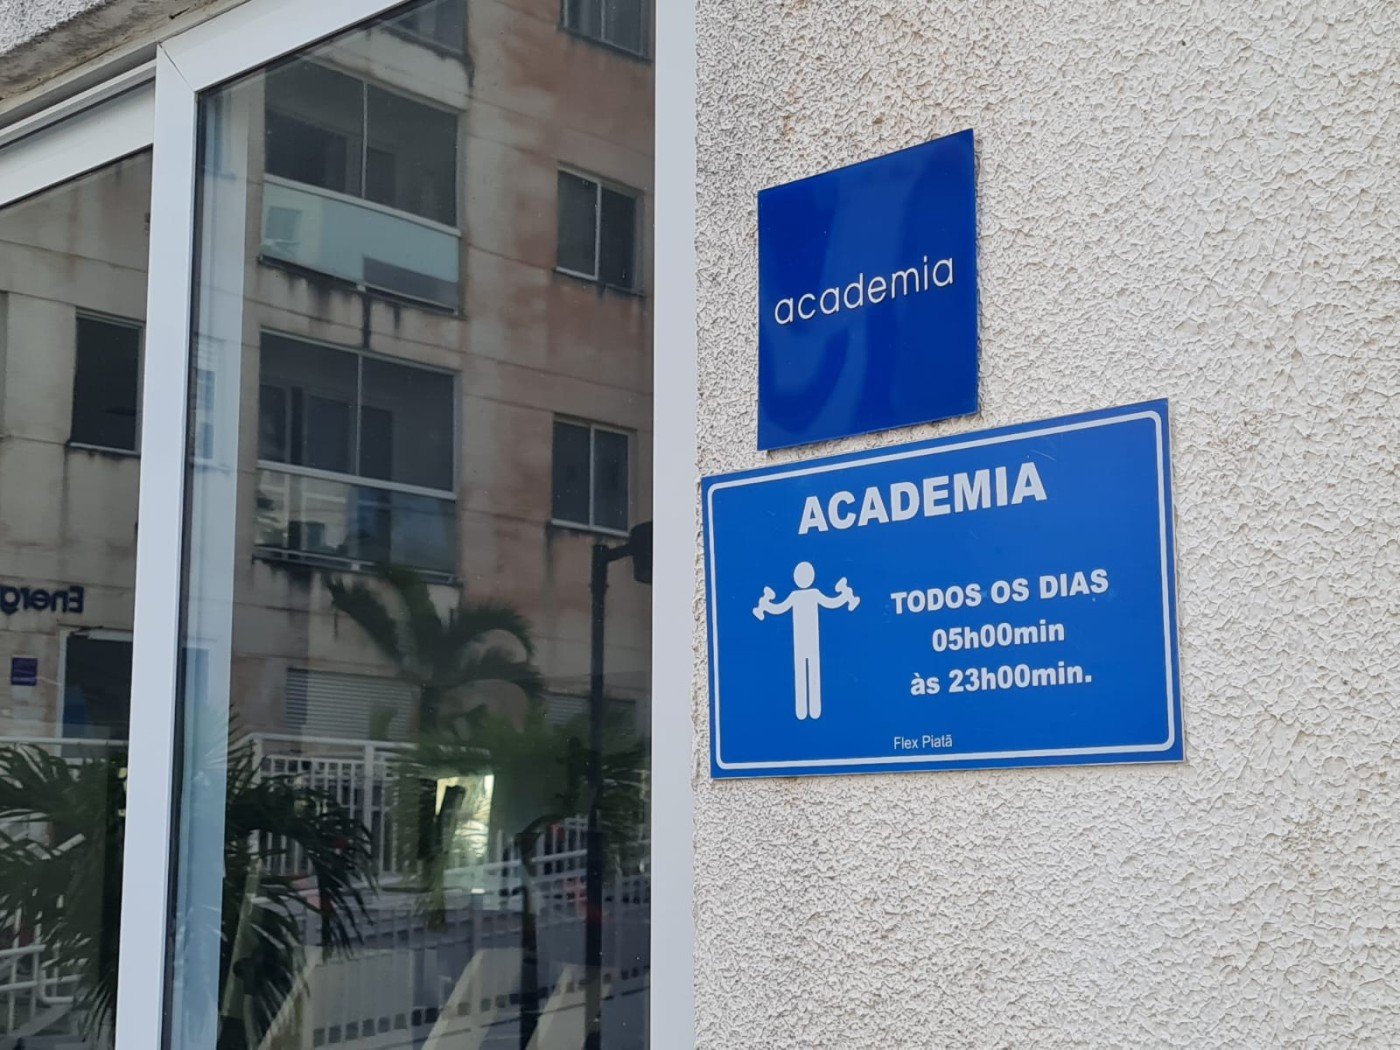 academia
ACADEMIA
TODOS OS DIAS
05h00min
às 23h00min.
Flex Piatã
Energ